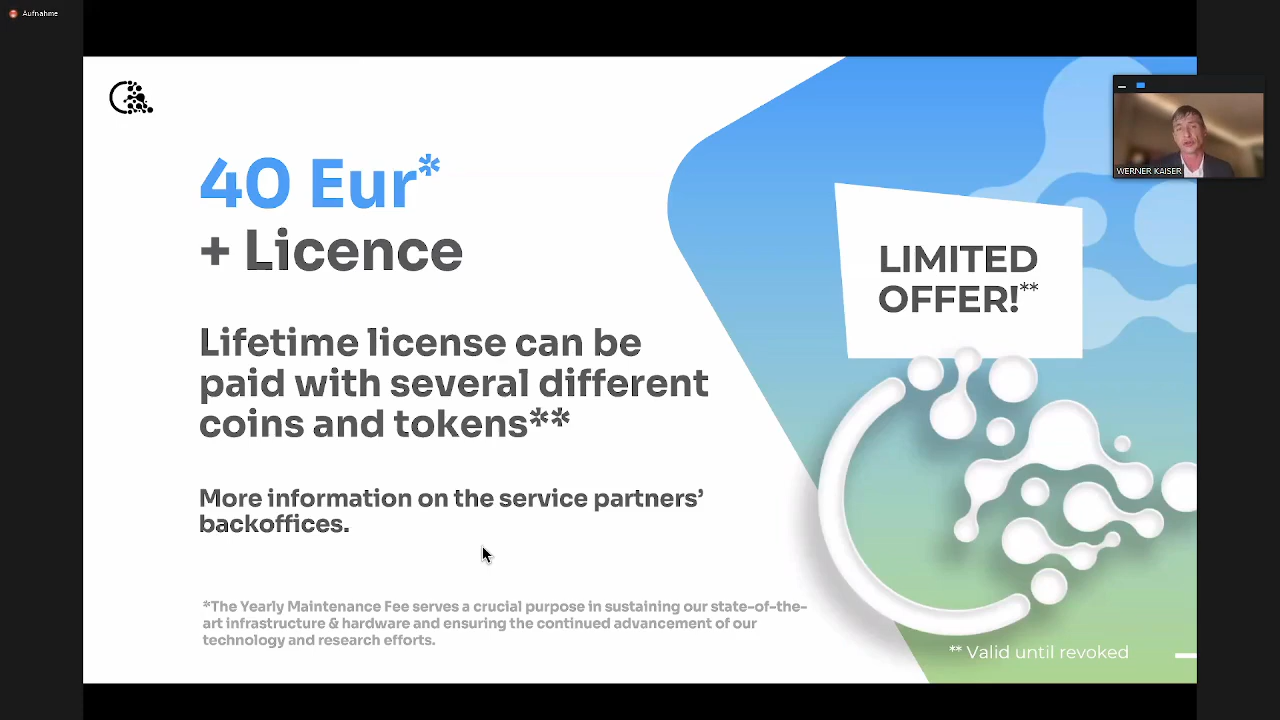 Aufnahme
40 Eur*
+ Licence
LIMITED
OFFER!**
Lifetime license can be
paid with several different
coins and tokens**
More information on the service partners’
backoffices.
*The Yearly Maintenance Fee serves a crucial purpose in sustaining our state-of-the-
art infrastructure & hardware and ensuring the continued advancement of our
technology and research efforts.
** Valid until revoked
WERNER KAISER